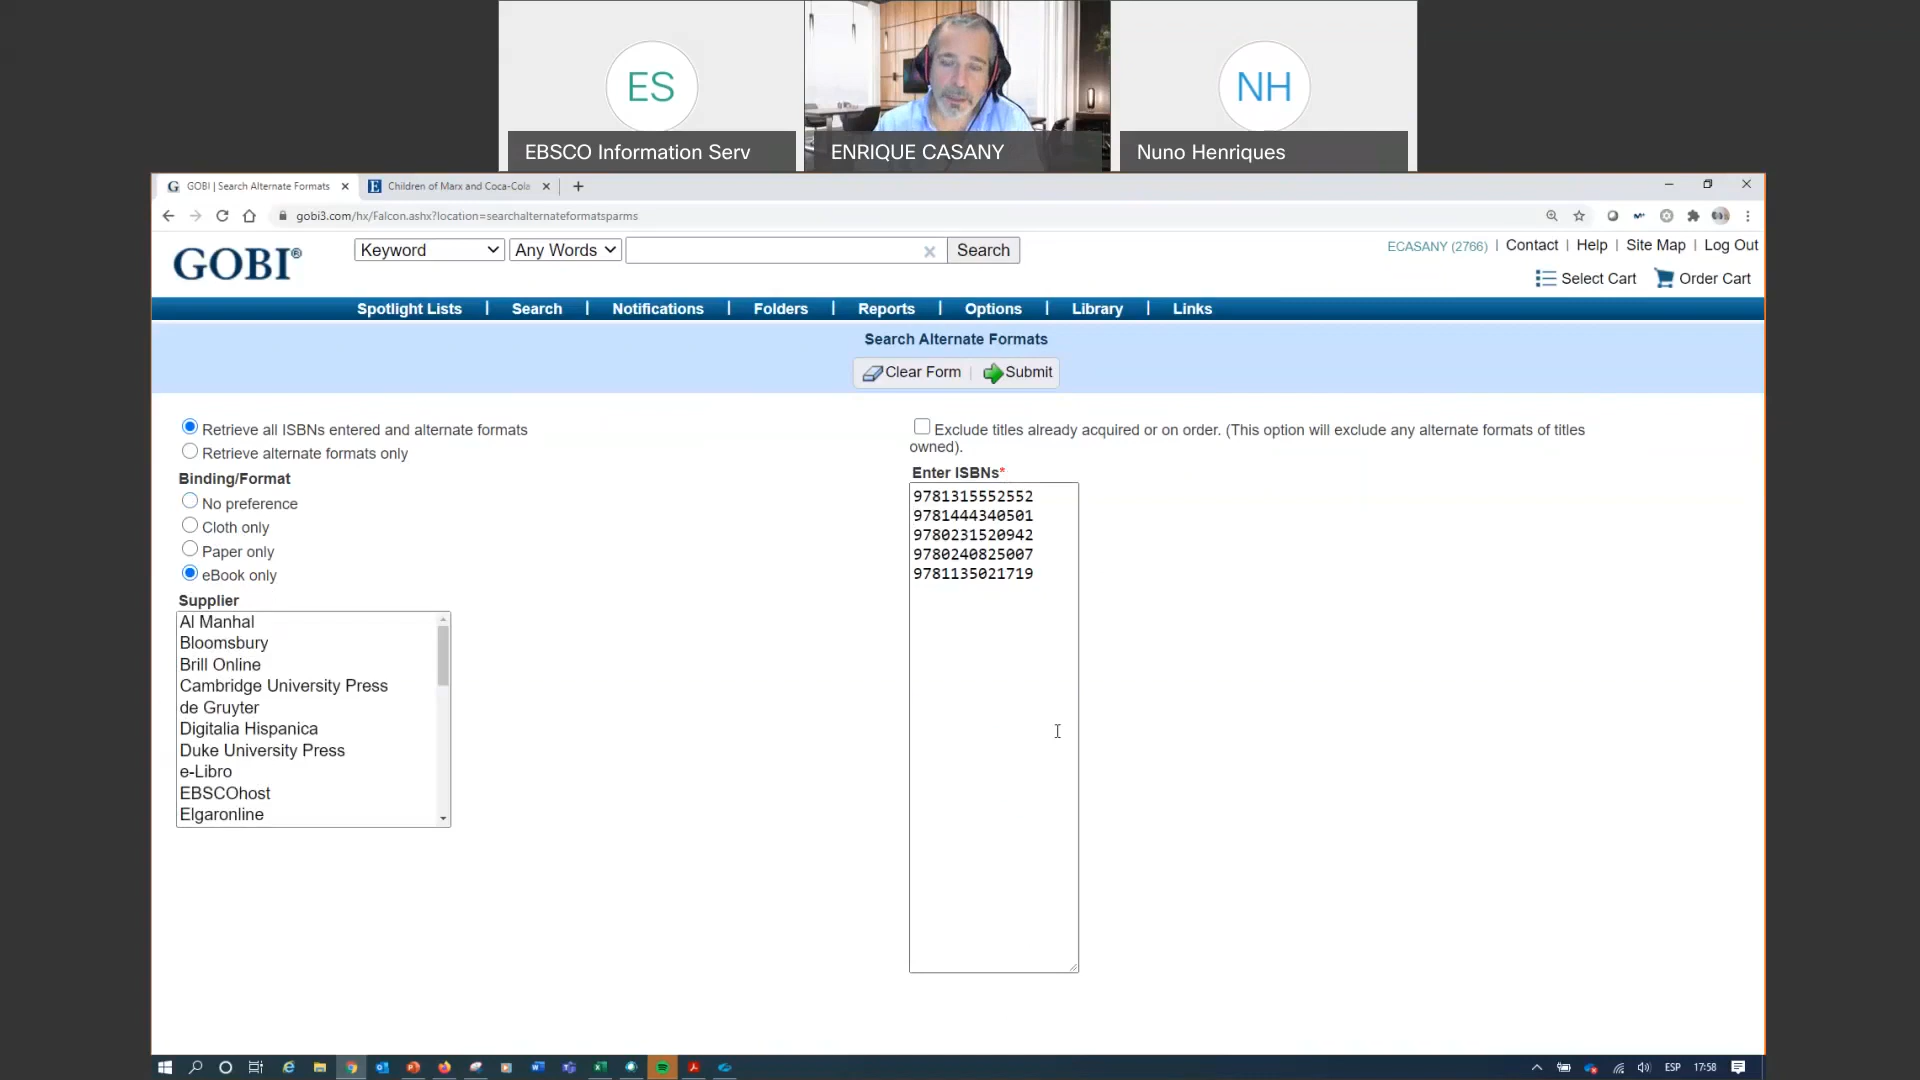 ES
NH
EBSCO Information Serv
ENRIQUE CASANY
Nuno Henriques
G GOBI | Search Alternate Formats
E Children of Marx and Coca-Cola
gobi3.com/hx/Falcon.ashx?location=searchalternateformatsparms
GOBI®
Keyword
Any Words
Search
ECASANY (2766) | Contact | Help | Site Map | Log Out
Select Cart
Order Cart
Spotlight Lists | Search | Notifications | Folders | Reports | Options | Library | Links
Search Alternate Formats
Clear Form | Submit
Retrieve all ISBNs entered and alternate formats
Retrieve alternate formats only
Binding/Format
No preference
Cloth only
Paper only
eBook only
Supplier
Al Manhal
Bloomsbury
Brill Online
Cambridge University Press
de Gruyter
Digitalia Hispanica
Duke University Press
e-Libro
EBSCOhost
Elgaronline
Exclude titles already acquired or on order. (This option will exclude any alternate formats of titles
owned).
Enter ISBNs*
9781315552552
9781444340501
9780231520942
9780240825007
9781135021719
ESP
17:58